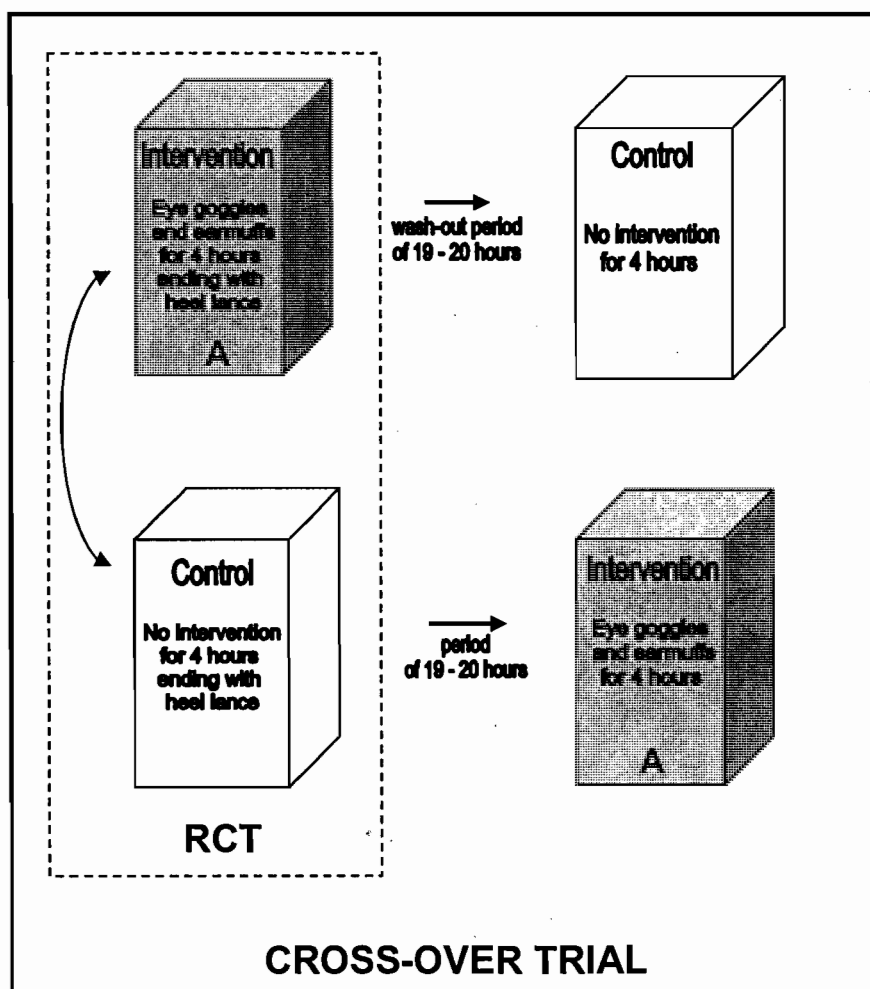 Intervention
Eye goggles
and earmuffs
for 4 hours
ending with
heel lance
A
wash-out period
of 19 - 20 hours
Control
No intervention
for 4 hours
Control
No intervention
for 4 hours
ending with
heel lance
period
of 19 - 20 hours
Intervention
Eye goggles
and earmuffs
for 4 hours
A
RCT
CROSS-OVER TRIAL